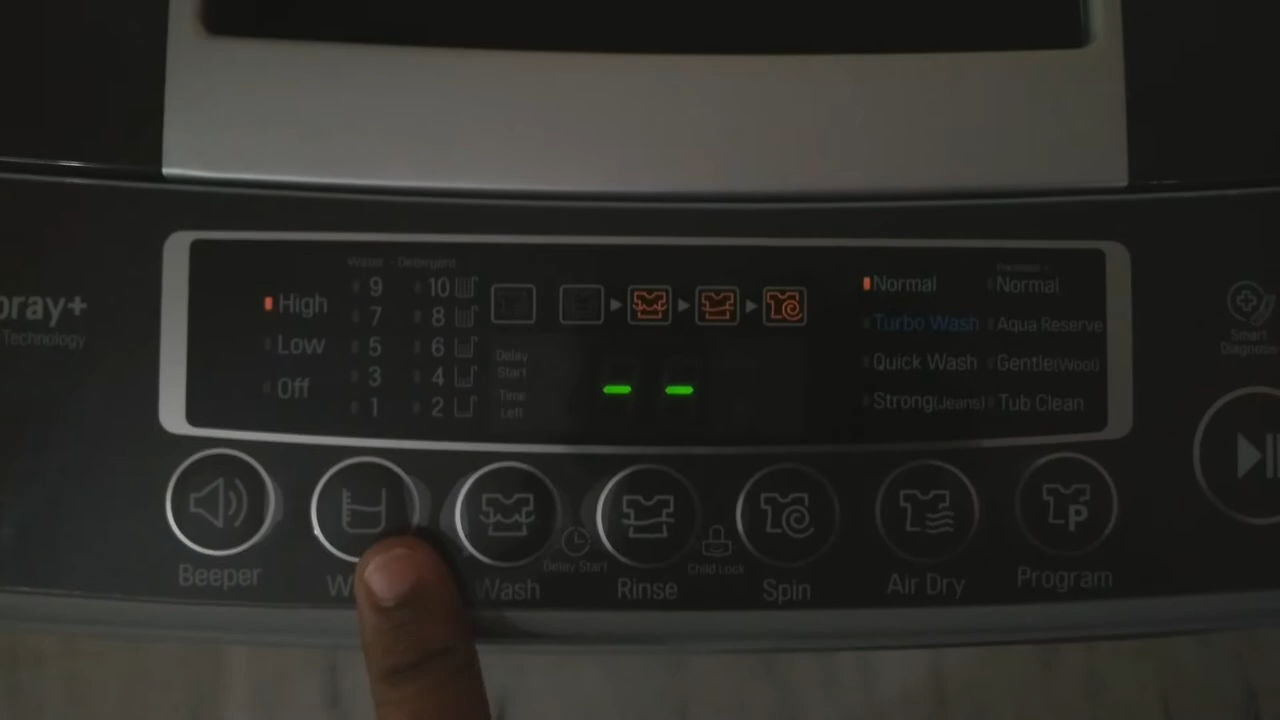 pray+
Technology
High
Low
Off
Water - Detergent
9 10
7 8
5 6
3 4
1 2
Delay
Start
Time
Left
Normal
Turbo Wash
Quick Wash
Strong(Jeans)
Normal
Aqua Reserve
Gentle(Wool)
Tub Clean
Smart
Diagnosis
Beeper
W
Wash
Delay Start
Rinse
Child Lock
Spin
Air Dry
P
Program